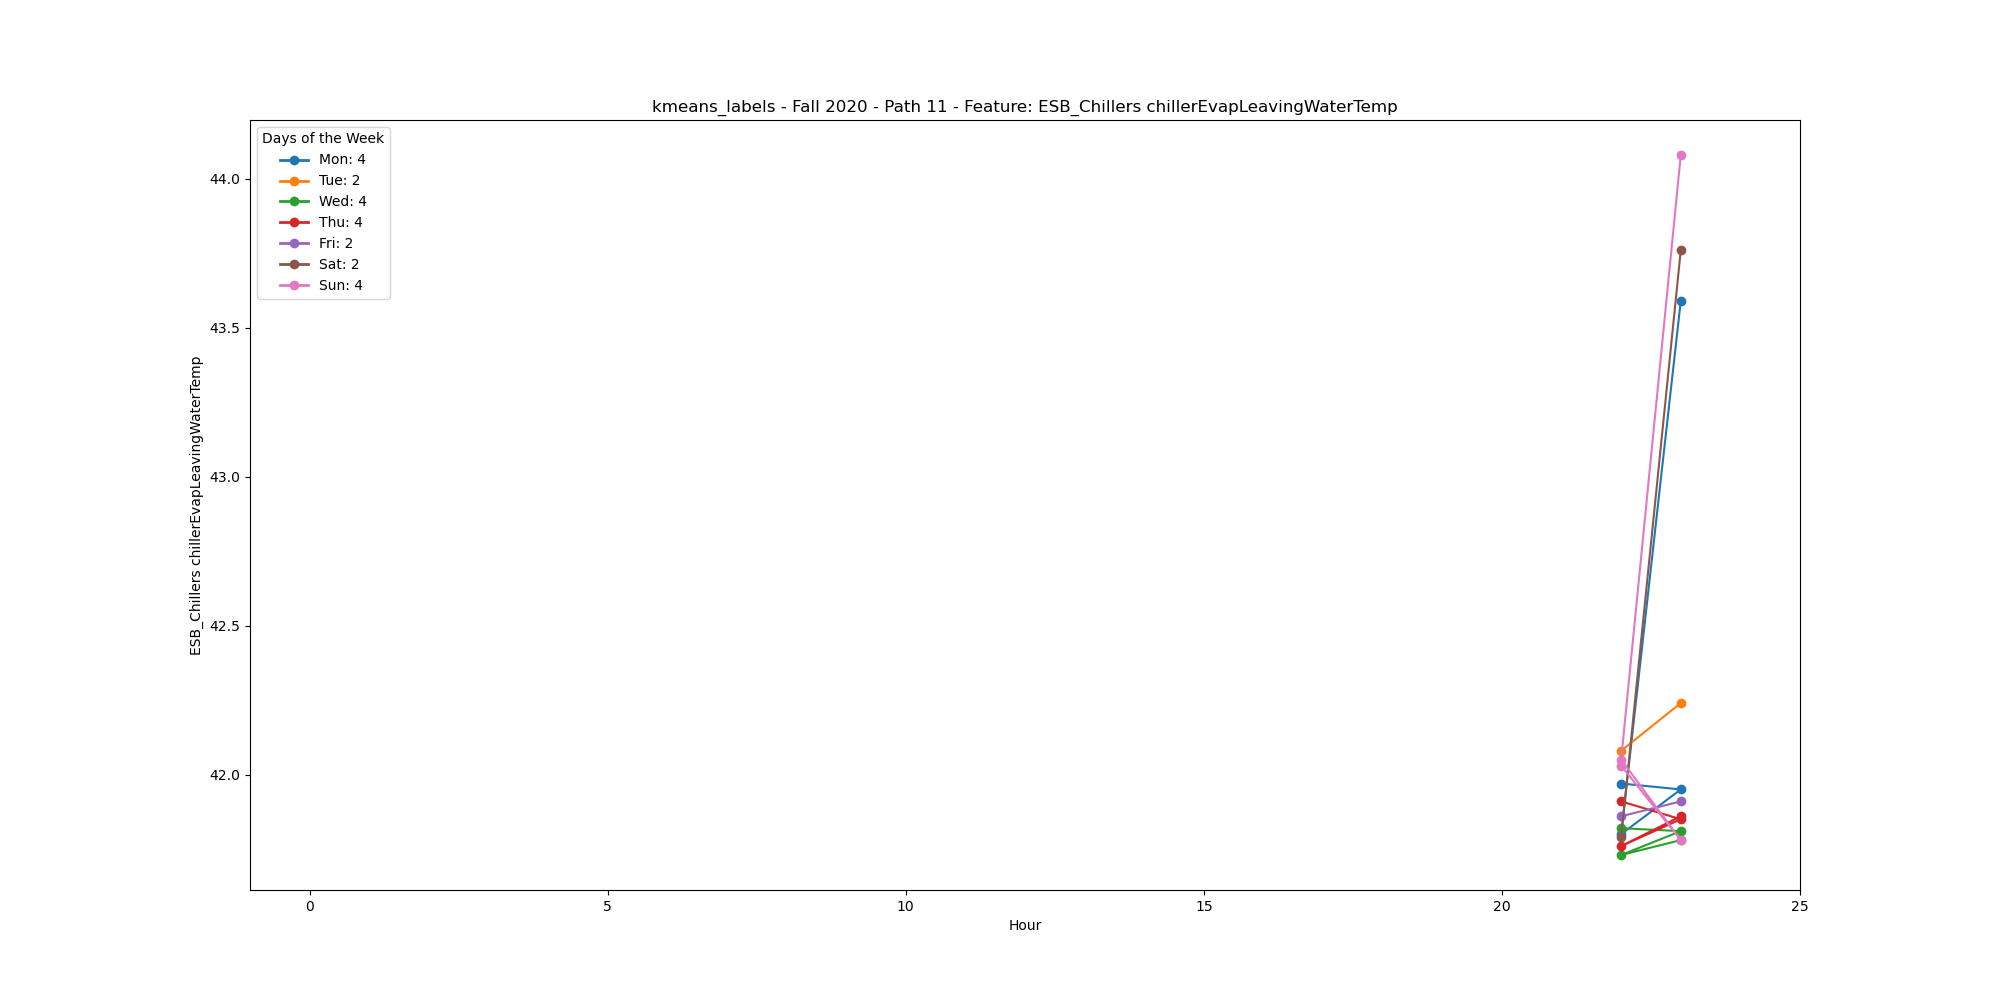 kmeans_labels - Fall 2020 - Path 11 - Feature: ESB_Chillers chillerEvapLeavingWaterTemp
Days of the Week
Mon: 4
Tue: 2
Wed: 4
Thu: 4
Fri: 2
Sat: 2
Sun: 4
44.0
43.5
43.0
42.5
42.0
ESB_Chillers chillerEvapLeavingWaterTemp
0
5
10
15
20
25
Hour